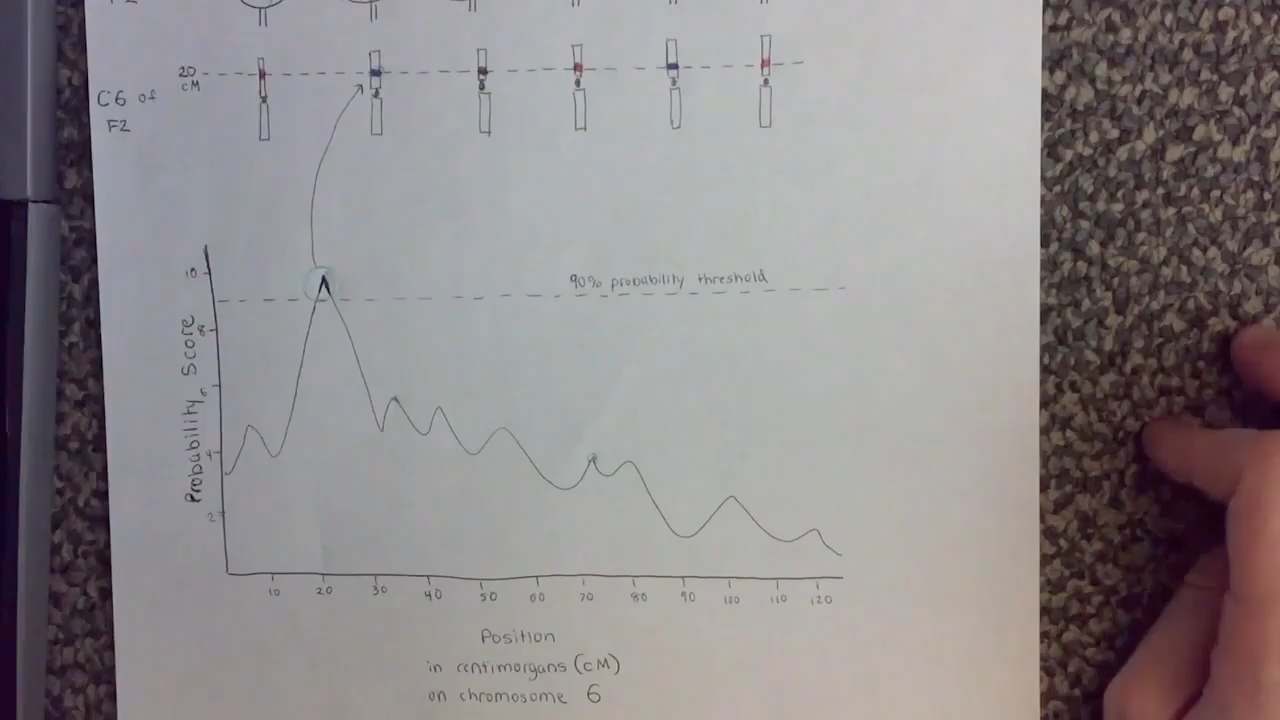 20
cM
C6 of
F2
10
90% probability threshold
8
Probability Score
4
2
10 20 30 40 50 60 70 80 90 100 110 120
Position
in centimorgans (cM)
on chromosome 6